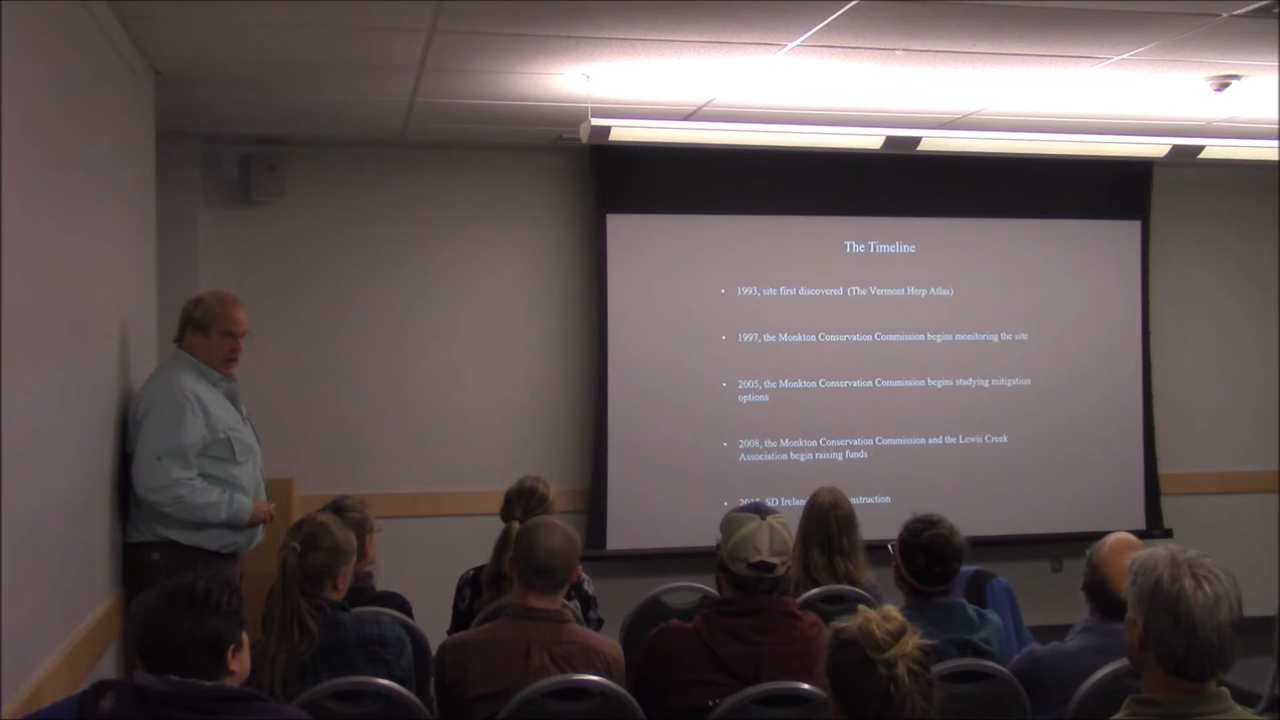 The Timeline
• 1993, site first discovered (The Vermont Herp Atlas)
• 1997, the Monkton Conservation Commission begins monitoring the site
• 2005, the Monkton Conservation Commission begins studying mitigation
options
• 2008, the Monkton Conservation Commission and the Lewis Creek
Association begin raising funds
• SD